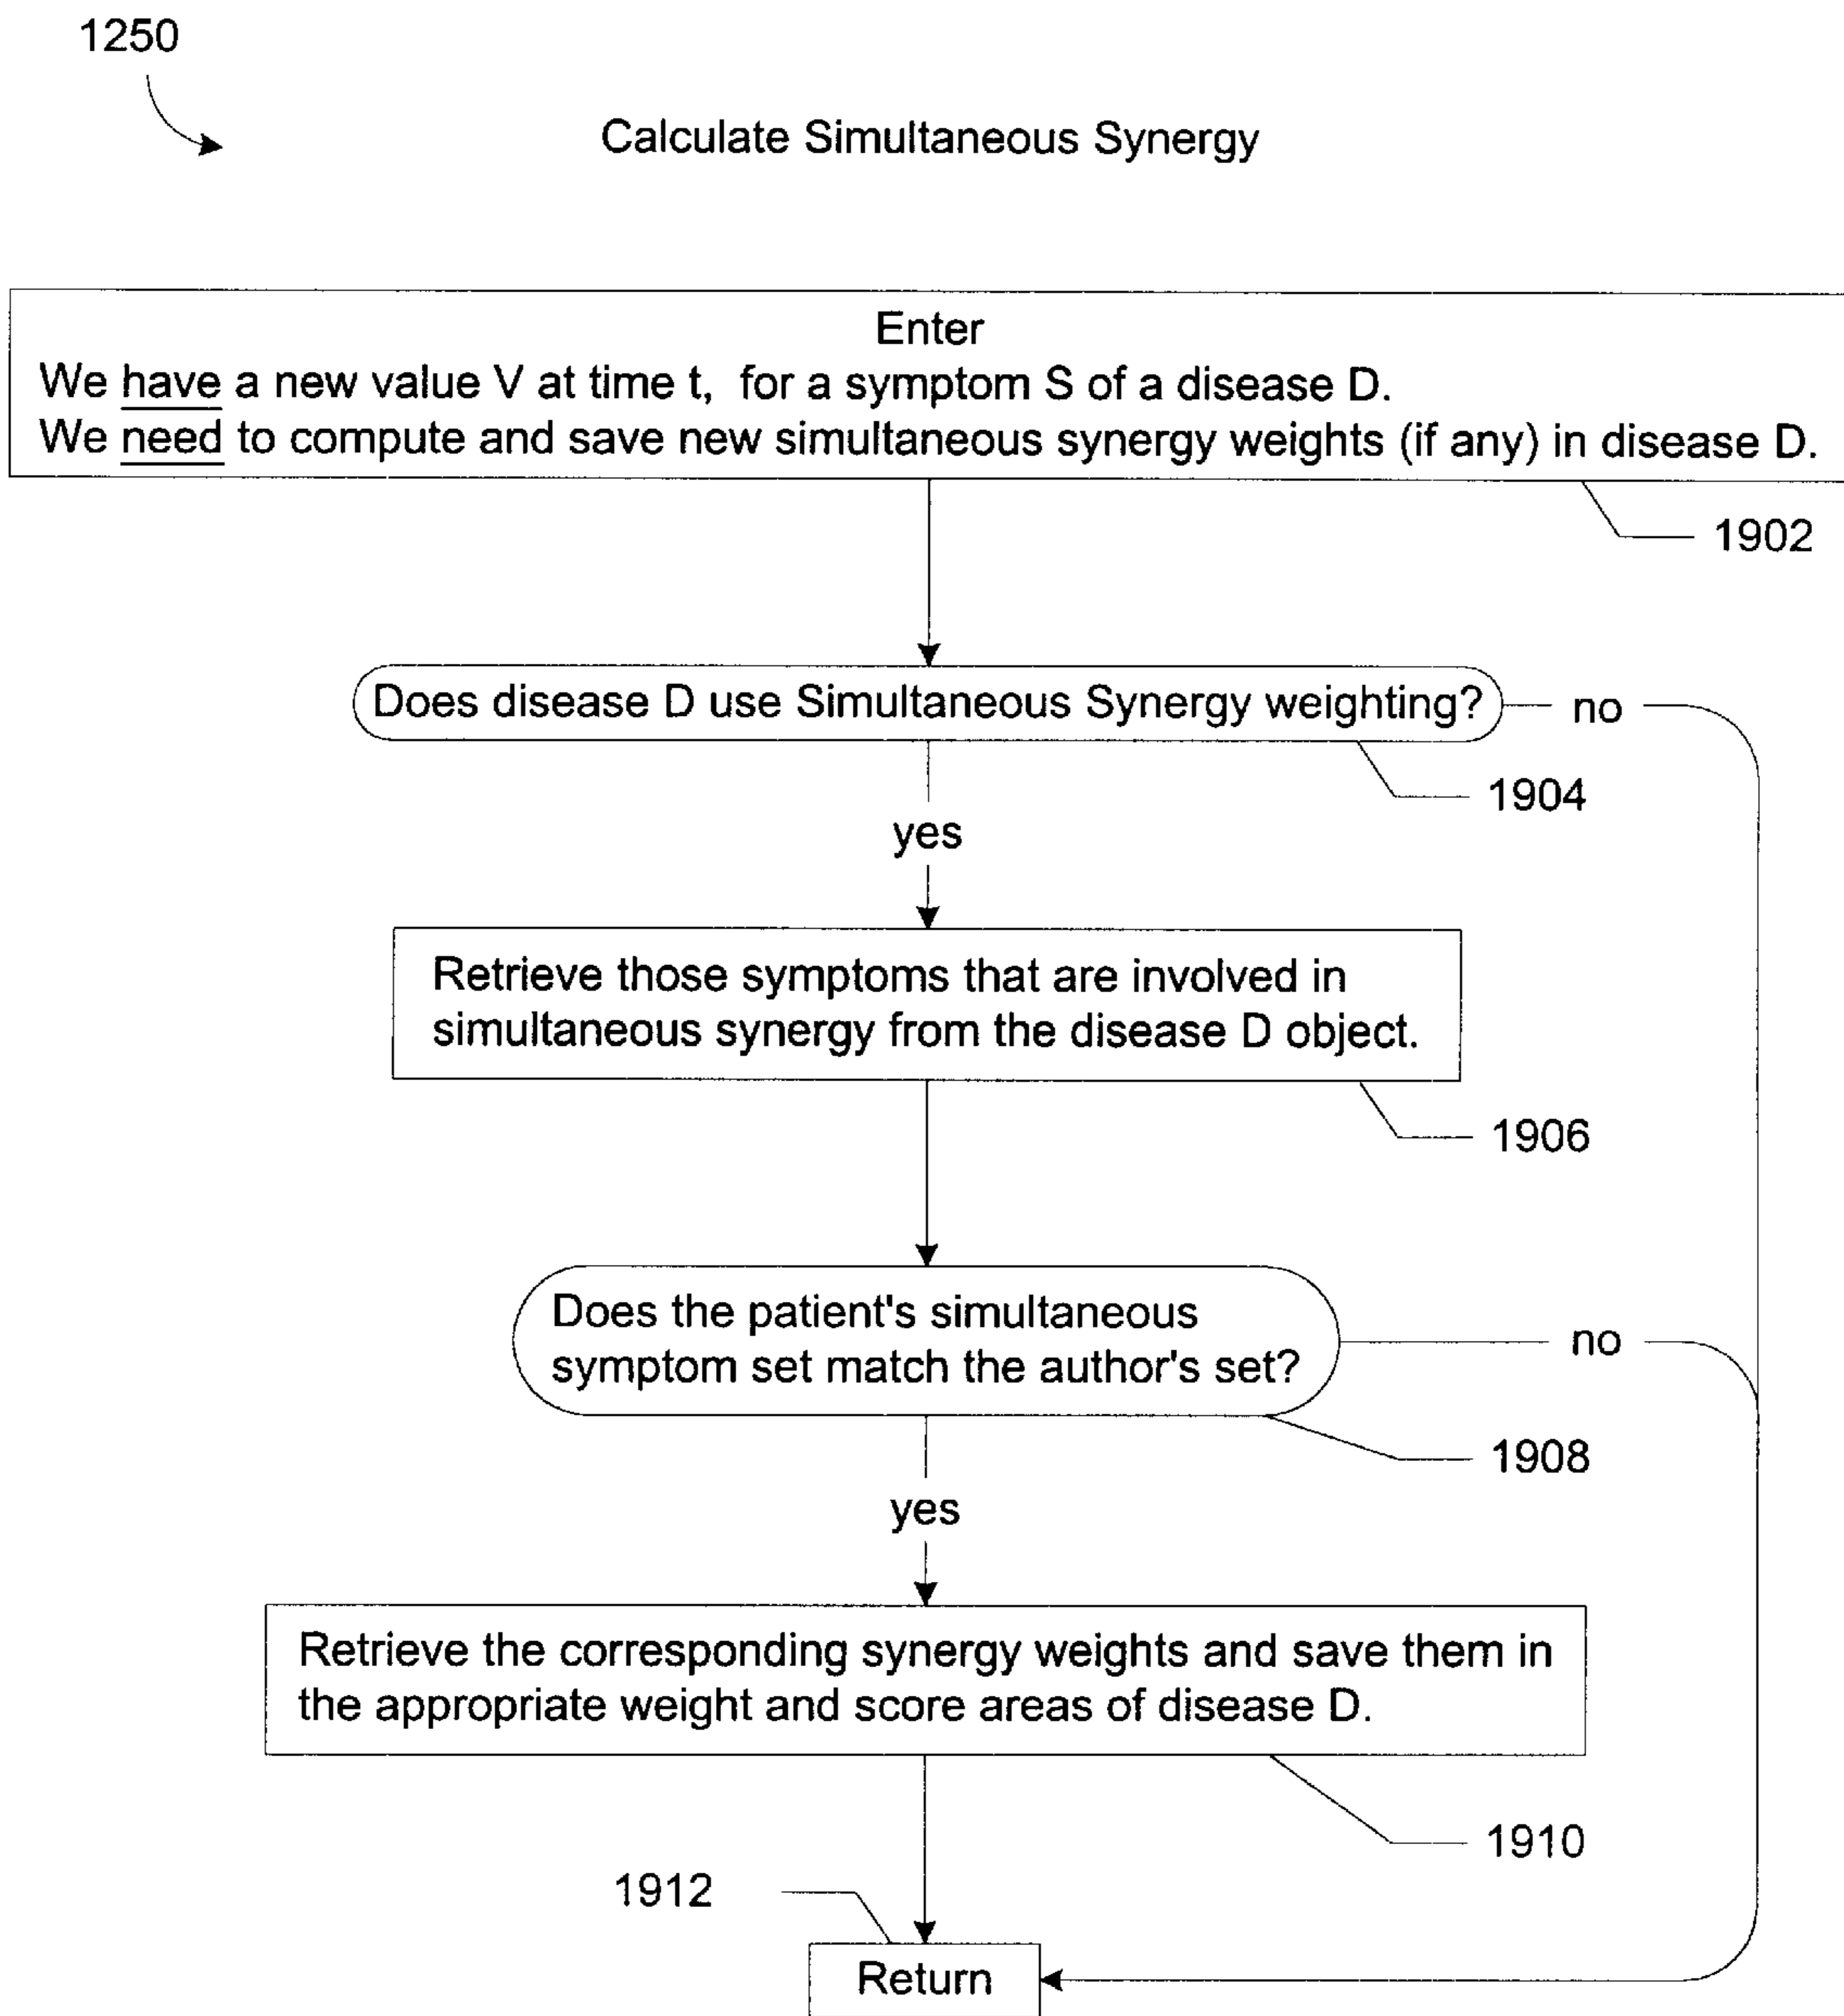 1250
Calculate Simultaneous Synergy
Enter
We have a new value V at time t, for a symptom S of a disease D.
We need to compute and save new simultaneous synergy weights (if any) in disease D.
1902
Does disease D use Simultaneous Synergy weighting?
no
1904
yes
Retrieve those symptoms that are involved in
simultaneous synergy from the disease D object.
1906
Does the patient's simultaneous
symptom set match the author's set?
no
1908
yes
Retrieve the corresponding synergy weights and save them in
the appropriate weight and score areas of disease D.
1910
1912
Return